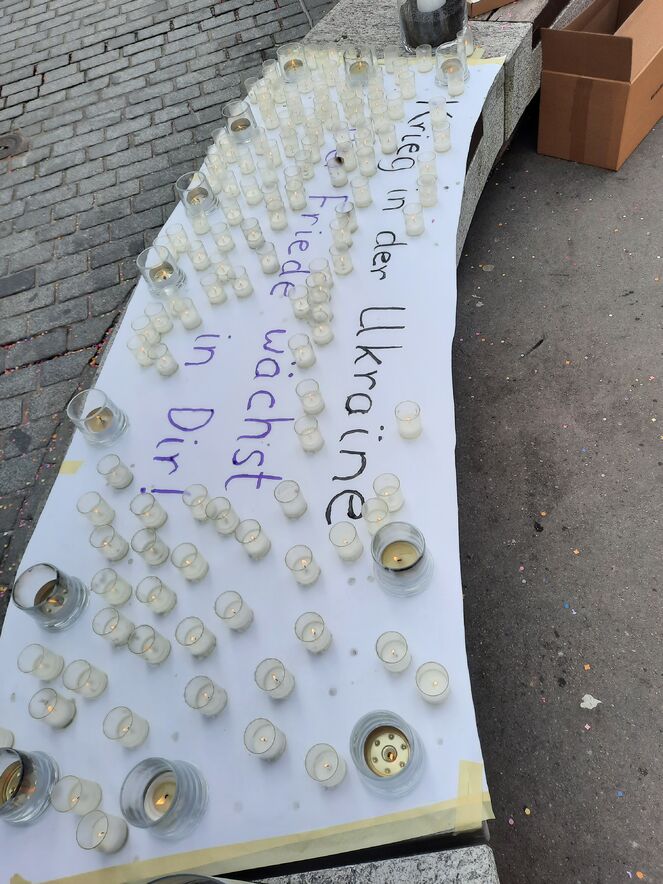 Krieg in der Ukraine
Friede wächst
in Dir!